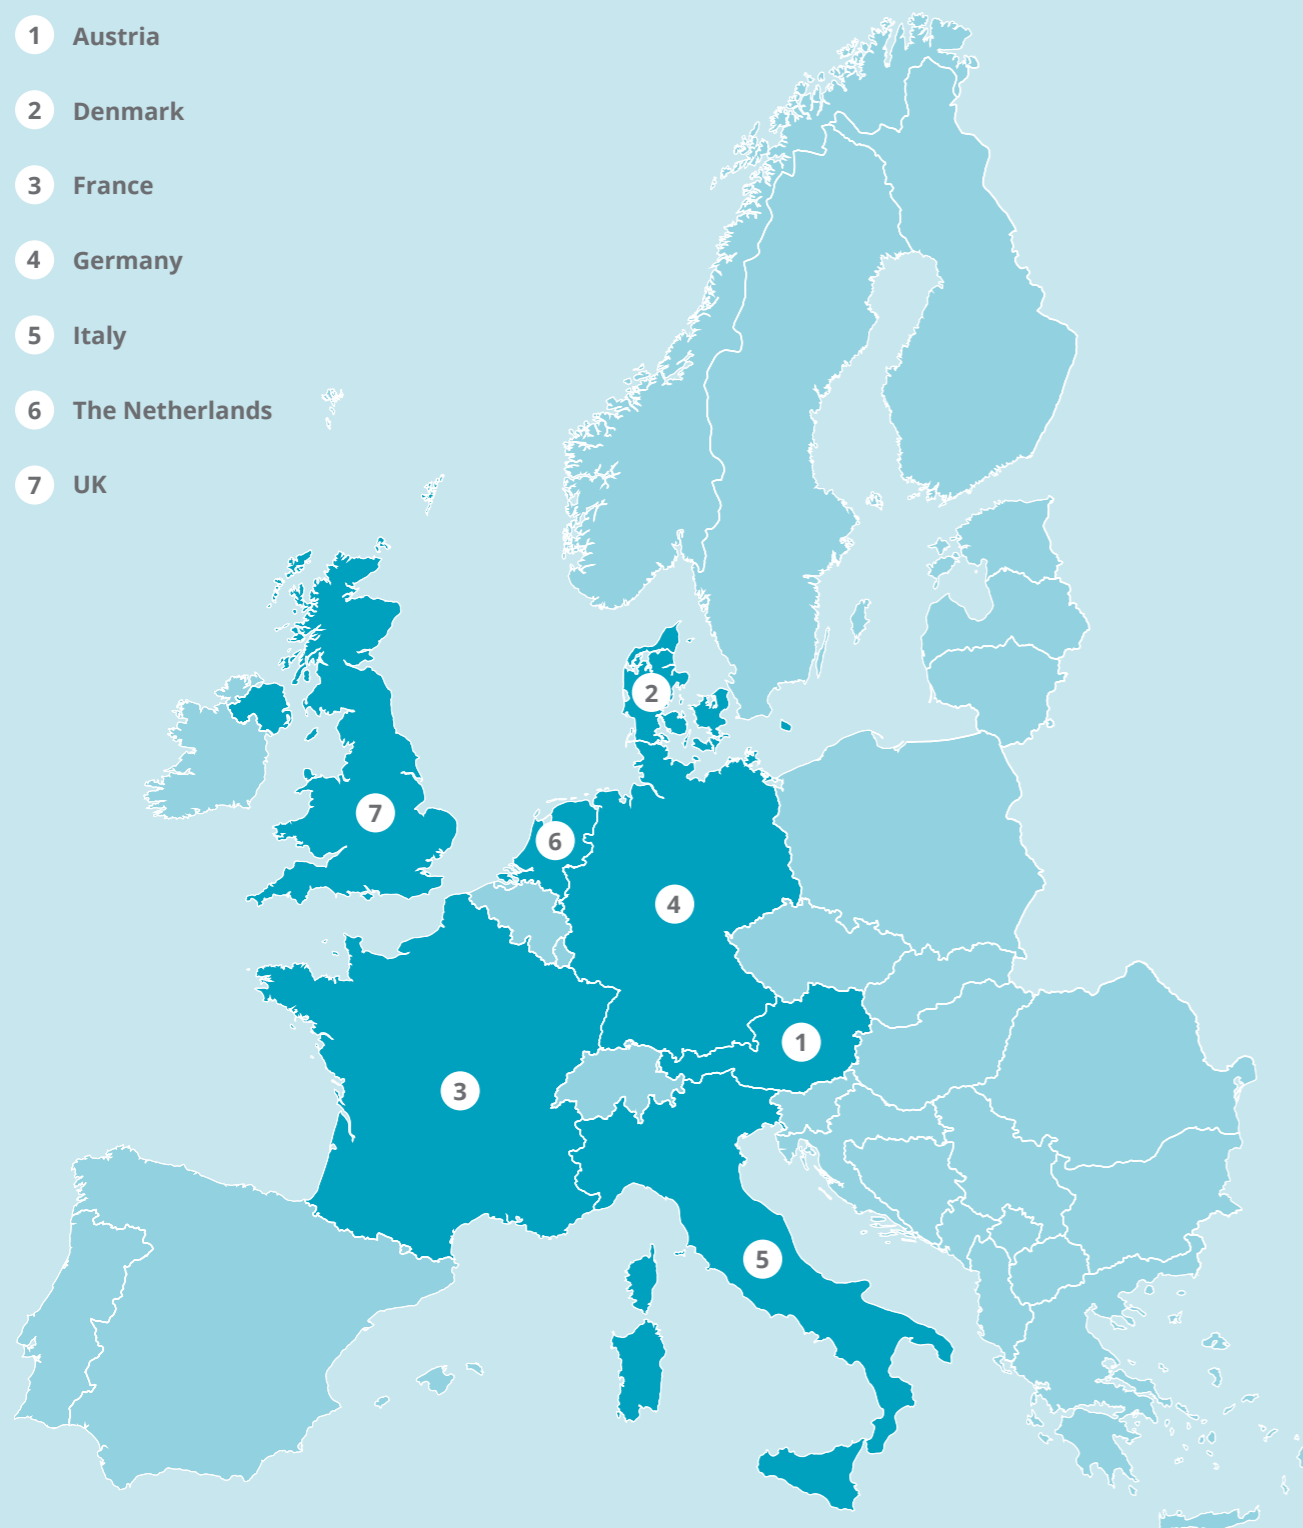 1 Austria
2 Denmark
3 France
4 Germany
5 Italy
6 The Netherlands
7 UK
2
7
6
4
1
3
5